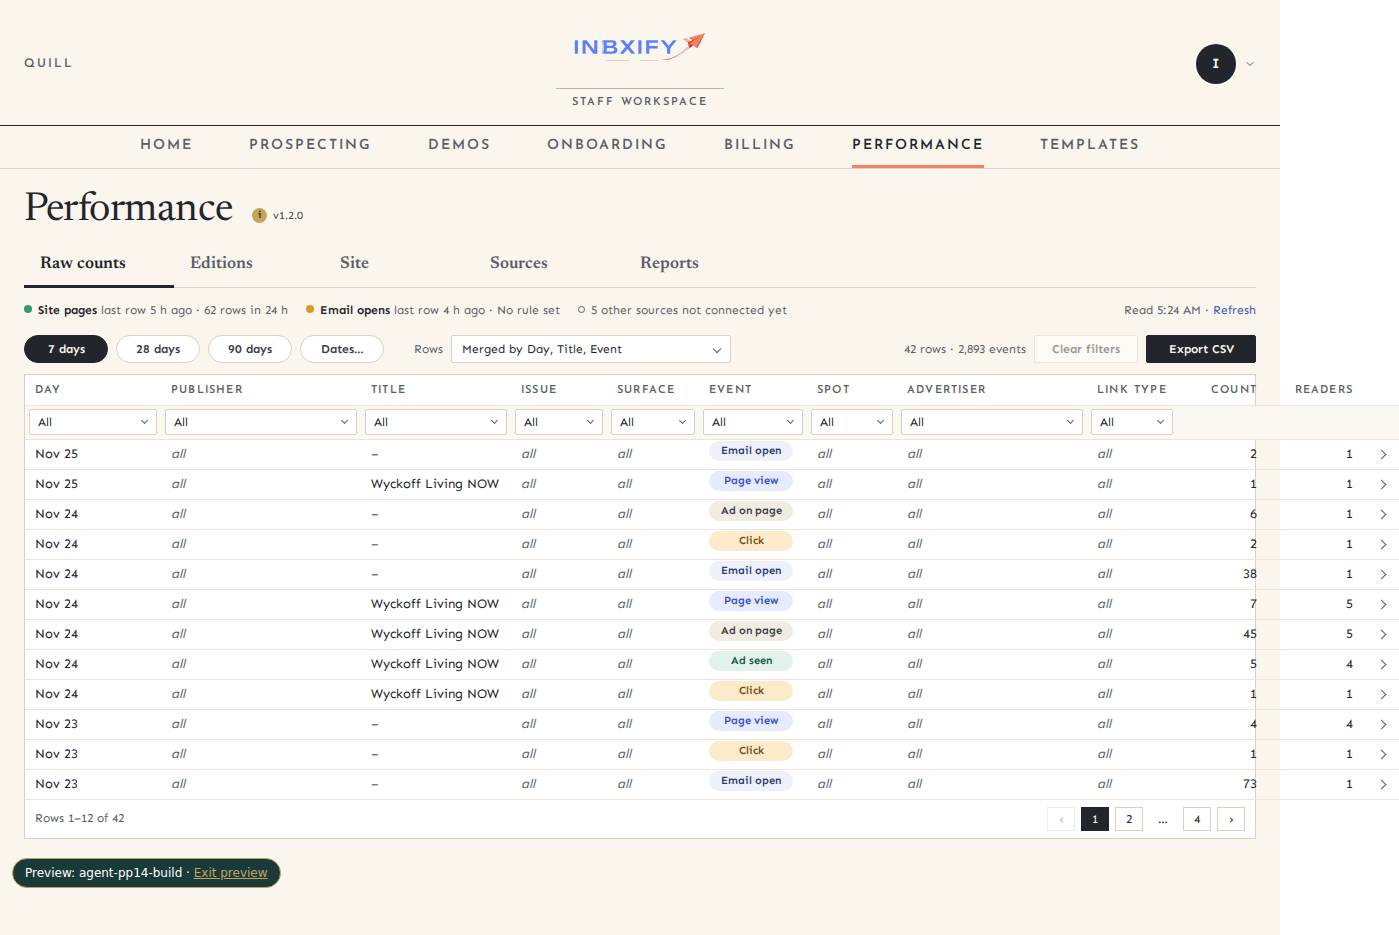 QUILL
INBXIFY
STAFF WORKSPACE
I
HOME PROSPECTING DEMOS ONBOARDING BILLING PERFORMANCE TEMPLATES
Performance i v1.2.0
Raw counts Editions Site Sources Reports
Site pages last row 5 h ago · 62 rows in 24 h Email opens last row 4 h ago · No rule set 5 other sources not connected yet Read 5:24 AM · Refresh
7 days 28 days 90 days Dates... Rows Merged by Day, Title, Event 42 rows · 2,893 events Clear filters Export CSV
DAY PUBLISHER TITLE ISSUE SURFACE EVENT SPOT ADVERTISER LINK TYPE COUNT READERS
All All All All All All All All All
Nov 25 all – all all Email open all all all 2 1
Nov 25 all Wyckoff Living NOW all all Page view all all all 1 1
Nov 24 all – all all Ad on page all all all 6 1
Nov 24 all – all all Click all all all 2 1
Nov 24 all – all all Email open all all all 38 1
Nov 24 all Wyckoff Living NOW all all Page view all all all 7 5
Nov 24 all Wyckoff Living NOW all all Ad on page all all all 45 5
Nov 24 all Wyckoff Living NOW all all Ad seen all all all 5 4
Nov 24 all Wyckoff Living NOW all all Click all all all 1 1
Nov 23 all – all all Page view all all all 4 4
Nov 23 all – all all Click all all all 1 1
Nov 23 all – all all Email open all all all 73 1
Rows 1–12 of 42 ‹ 1 2 ... 4 ›
Preview: agent-pp14-build · Exit preview